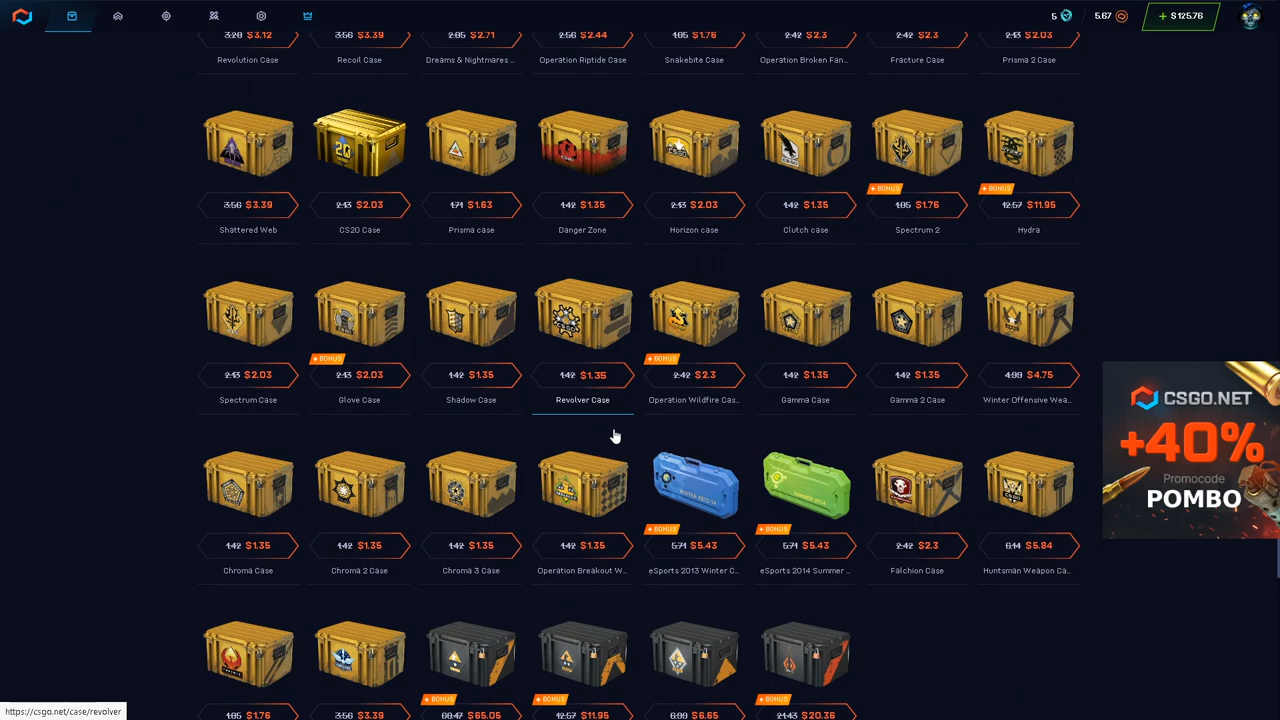 5 5.67 + $ 125.76
3.28 $3.12 3.56 $3.39 2.85 $2.71 2.56 $2.44 1.85 $1.76 2.42 $2.3 2.42 $2.3 2.13 $2.03
Revolution Case Recoil Case Dreams & Nightmares ... Operation Riptide Case Snakebite Case Operation Broken Fan... Fracture Case Prisma 2 Case
+ BONUS + BONUS
3.56 $3.39 2.13 $2.03 1.71 $1.63 1.42 $1.35 2.13 $2.03 1.42 $1.35 1.85 $1.76 12.57 $11.95
Shattered Web CS20 Case Prisma case Danger Zone Horizon case Clutch case Spectrum 2 Hydra
+ BONUS + BONUS
2.13 $2.03 2.13 $2.03 1.42 $1.35 1.42 $1.35 2.42 $2.3 1.42 $1.35 1.42 $1.35 4.99 $4.75
Spectrum Case Glove Case Shadow Case Revolver Case Operation Wildfire Cas... Gamma Case Gamma 2 Case Winter Offensive Wea...
CSGO.NET
+40%
Promocode
POMBO
+ BONUS + BONUS
1.42 $1.35 1.42 $1.35 1.42 $1.35 1.42 $1.35 5.71 $5.43 5.71 $5.43 2.42 $2.3 6.14 $5.84
Chroma Case Chroma 2 Case Chroma 3 Case Operation Breakout W... eSports 2013 Winter C... eSports 2014 Summer ... Falchion Case Huntsman Weapon Ca...
+ BONUS + BONUS + BONUS
1.85 $1.76 3.56 $3.39 68.47 $65.05 12.57 $11.95 6.99 $6.65 21.43 $20.36
https://csgo.net/case/revolver